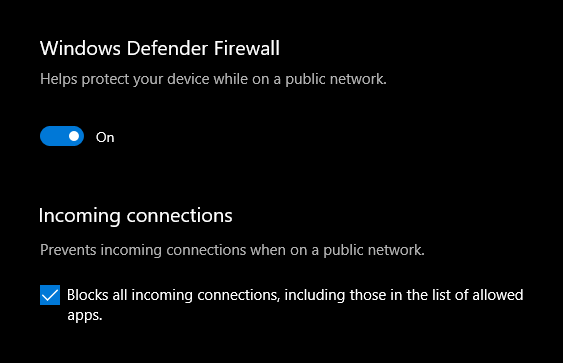 Windows Defender Firewall
Helps protect your device while on a public network.
On
Incoming connections
Prevents incoming connections when on a public network.
Blocks all incoming connections, including those in the list of allowed
apps.